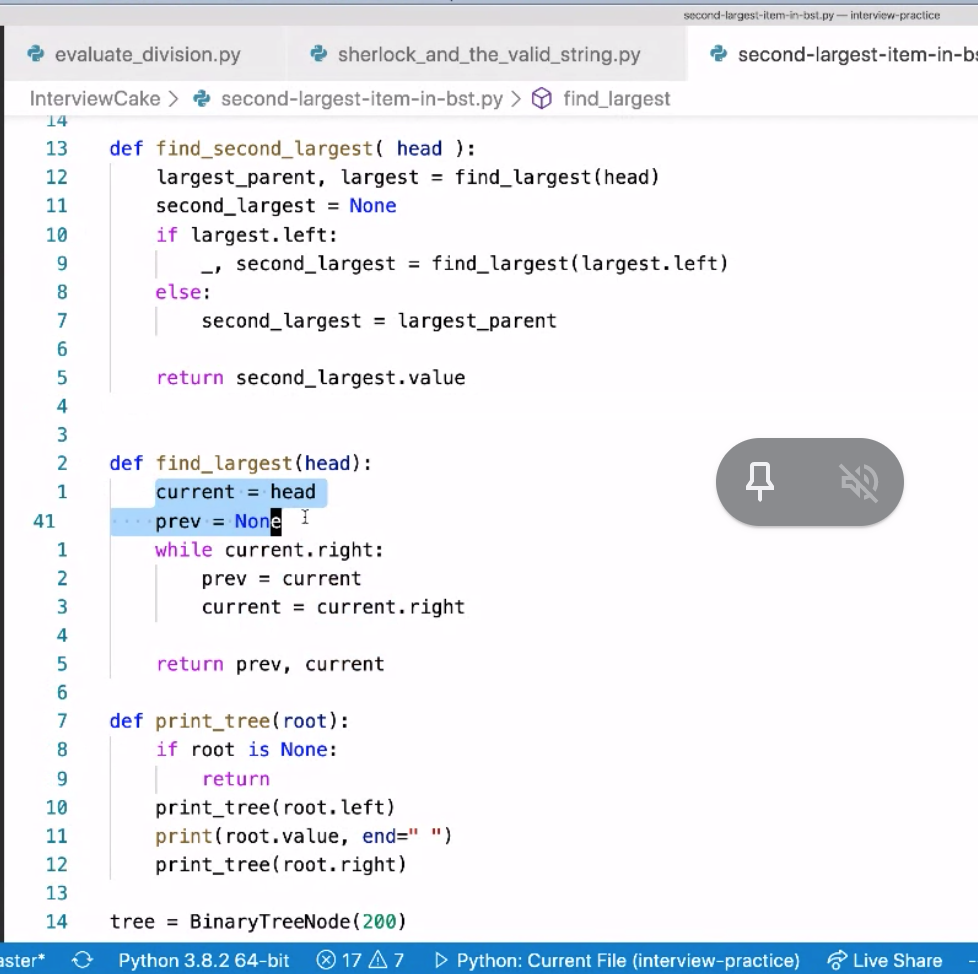 second-largest-item-in-bst.py — interview-practice
evaluate_division.py sherlock_and_the_valid_string.py second-largest-item-in-bs
InterviewCake > second-largest-item-in-bst.py > find_largest
14
13 def find_second_largest( head ):
12 largest_parent, largest = find_largest(head)
11 second_largest = None
10 if largest.left:
9 _, second_largest = find_largest(largest.left)
8 else:
7 second_largest = largest_parent
6
5 return second_largest.value
4
3
2 def find_largest(head):
1 current = head
41 prev = None
1 while current.right:
2 prev = current
3 current = current.right
4
5 return prev, current
6
7 def print_tree(root):
8 if root is None:
9 return
10 print_tree(root.left)
11 print(root.value, end=" ")
12 print_tree(root.right)
13
14 tree = BinaryTreeNode(200)
aster* Python 3.8.2 64-bit 17 7 Python: Current File (interview-practice) Live Share